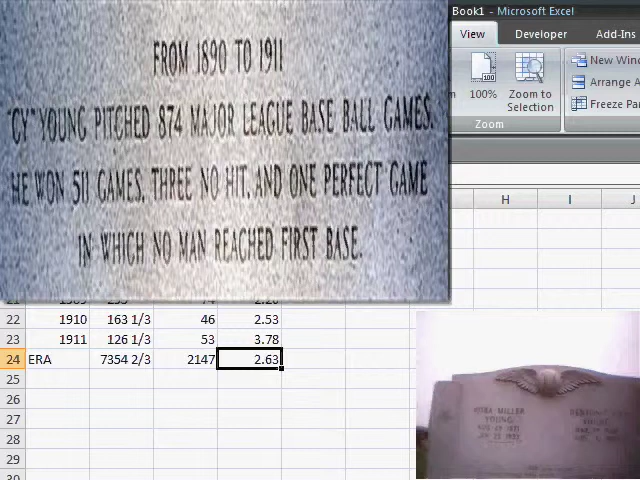 Book1 - Microsoft Excel
View Developer Add-Ins
100% Zoom to Selection
New Wind
Arrange A
Freeze Pa
Zoom
FROM 1890 TO 1911
"CY" YOUNG PITCHED 874 MAJOR LEAGUE BASE BALL GAMES.
HE WON 511 GAMES, THREE NO HIT, AND ONE PERFECT GAME
IN WHICH NO MAN REACHED FIRST BASE.
H I J
22 1910 163 1/3 46 2.53
23 1911 126 1/3 53 3.78
24 ERA 7354 2/3 2147 2.63
25
26
27
28
29
30
ROBA MILLER
YOUNG